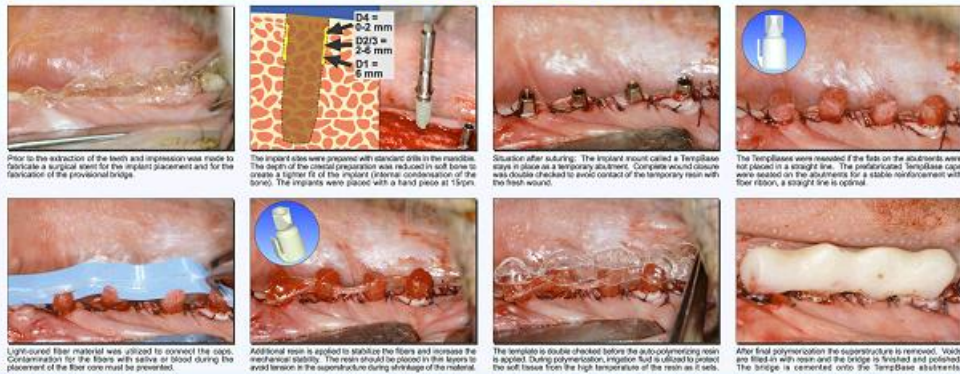 D4 =
0-2 mm
D2/3 =
2-6 mm
D1 =
6 mm
Prior to the extraction of the teeth and impression was made to
fabricate a surgical stent for the implant placement and for the
fabrication of the provisional bridge.
The implant sites were prepared with standard drills in the mandible.
The depth of the crestal preparation was reduced in soft bone to
create a tighter fit of the implant (internal condensation of the
bone). The implants were placed with a hand piece at 15rpm.
Situation after suturing: The implant mount called a TempBase
stays in place as a temporary abutment. Complete wound closure
was double checked to avoid contact of the temporary resin with
the fresh wound.
The TempBases were reseated if the flats on the abutments were
not placed in a straight line. The prefabricated TempBase caps
were seated on the abutments for a stable reinforcement with
fiber ribbon, a straight line is optimal.
Light-cured fiber material was utilized to connect the caps.
Contamination for the fibers with saliva or blood during the
placement of the fiber core must be prevented.
Additional resin is applied to stabilize the fibers and increase the
mechanical stability. The resin should be placed in thin layers to
avoid tension in the superstructure during shrinkage of the material.
The template is double checked before the auto-polymerizing resin
is applied. During polymerization, irrigation fluid is utilized to protect
the soft tissue from the high temperature of the resin as it sets.
After final polymerization the superstructure is removed. Voids
are filled-in with resin and the bridge is finished and polished.
The bridge is cemented onto the TempBase abutments